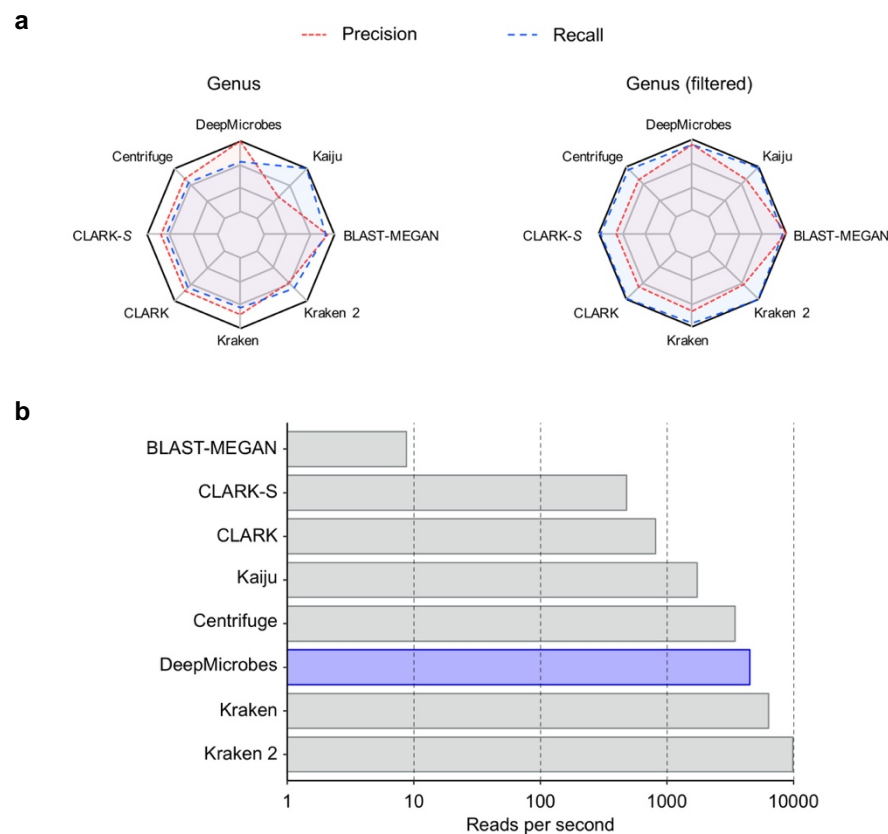 a
Precision Recall
Genus
DeepMicrobes
Kaiju
BLAST-MEGAN
Kraken 2
Kraken
CLARK
CLARK-S
Centrifuge
Genus (filtered)
DeepMicrobes
Kaiju
BLAST-MEGAN
Kraken 2
Kraken
CLARK
CLARK-S
Centrifuge
b
BLAST-MEGAN
CLARK-S
CLARK
Kaiju
Centrifuge
DeepMicrobes
Kraken
Kraken 2
1 10 100 1000 10000
Reads per second